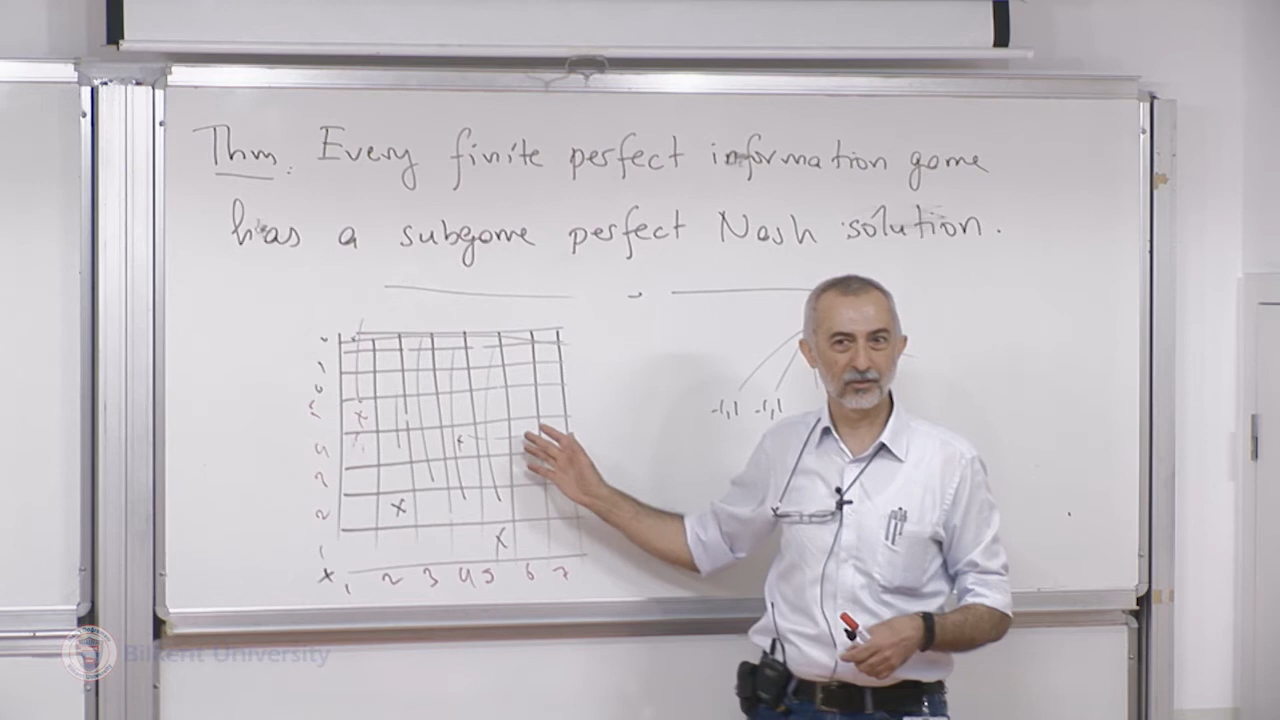 Thm. Every finite perfect information game
has a subgame perfect Nash solution.
-1,1 -1,1
x
x
x
x
1 2 3 4 5 6 7
Bilkent University